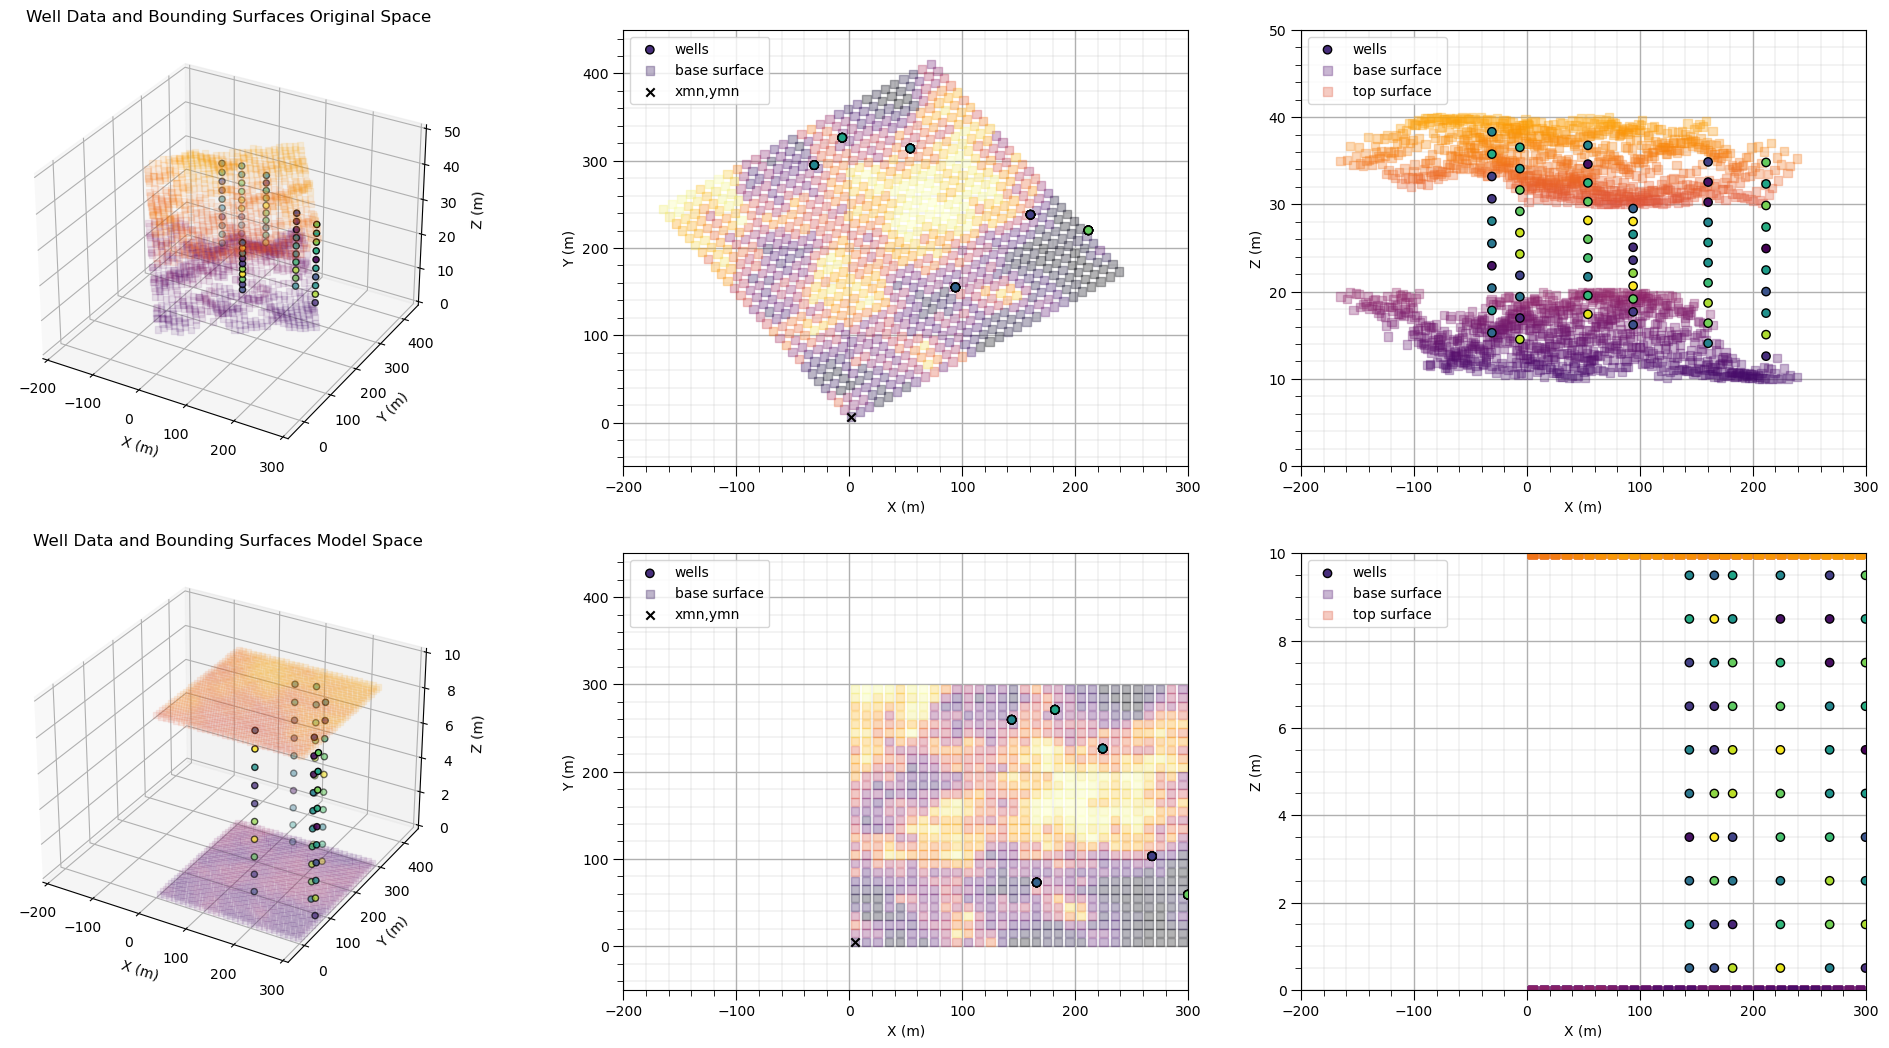 Well Data and Bounding Surfaces Original Space
50
40
30
20
10
0
Z (m)
−200
−100
0
100
200
300
X (m)
0
100
200
300
400
Y (m)
wells
base surface
xmn,ymn
400
300
200
100
0
Y (m)
−200
−100
0
100
200
300
X (m)
wells
base surface
top surface
50
40
30
20
10
0
Z (m)
−200
−100
0
100
200
300
X (m)
Well Data and Bounding Surfaces Model Space
10
8
6
4
2
0
Z (m)
−200
−100
0
100
200
300
X (m)
0
100
200
300
400
Y (m)
wells
base surface
xmn,ymn
400
300
200
100
0
Y (m)
−200
−100
0
100
200
300
X (m)
wells
base surface
top surface
10
8
6
4
2
0
Z (m)
−200
−100
0
100
200
300
X (m)